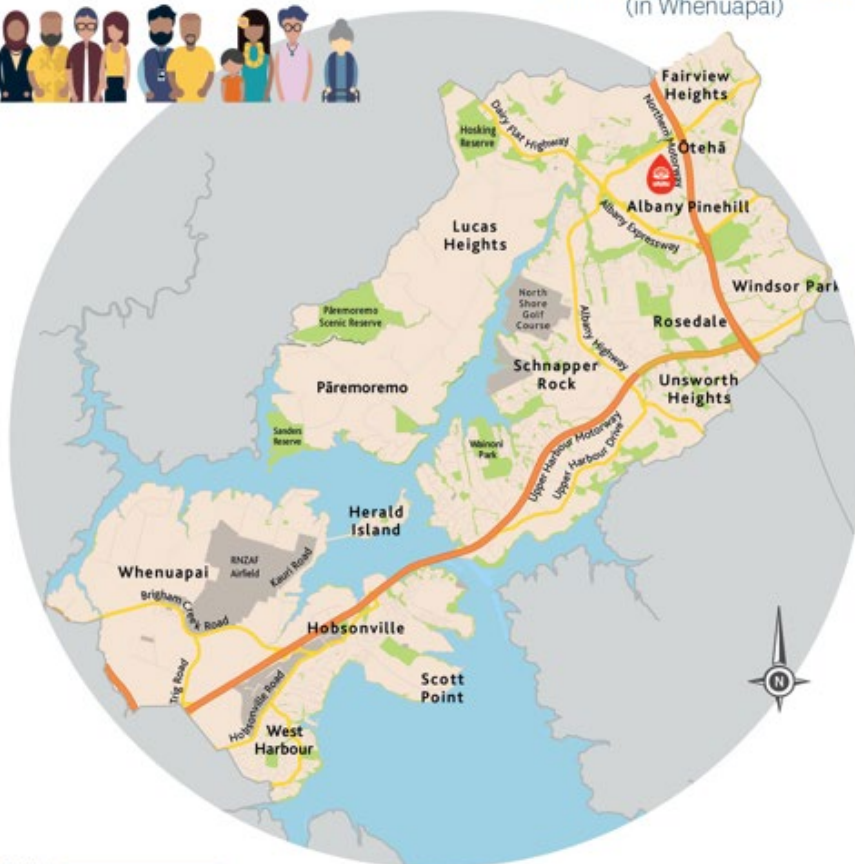 (in Whenuapai)
Fairview
Heights
Northern Motorway
Dairy Flat Highway
Hosking
Reserve
Ōtehā
Albany Pinehill
Albany Expressway
Lucas
Heights
Windsor Park
North
Shore
Golf
Course
Pāremoremo
Scenic Reserve
Rosedale
Albany Highway
Schnapper
Rock
Unsworth
Heights
Pāremoremo
Sanders
Reserve
Wainoni
Park
Upper Harbour Motorway
Upper Harbour Drive
Herald
Island
RNZAF
Airfield
Kauri Road
Whenuapai
Brigham Creek Road
Hobsonville
Trig Road
Hobsonville Road
Scott
Point
West
Harbour
N